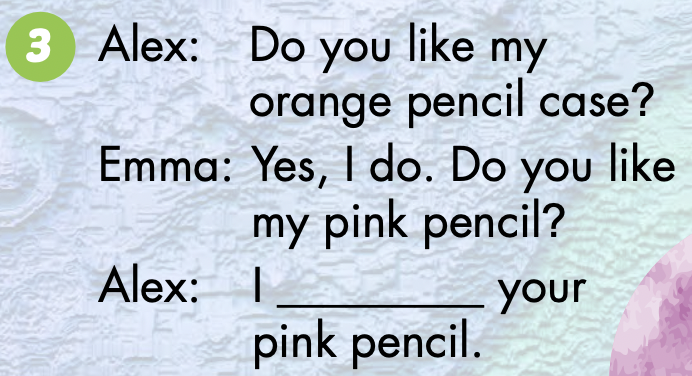 3 Alex: Do you like my
orange pencil case?
Emma: Yes, I do. Do you like
my pink pencil?
Alex: I _________ your
pink pencil.